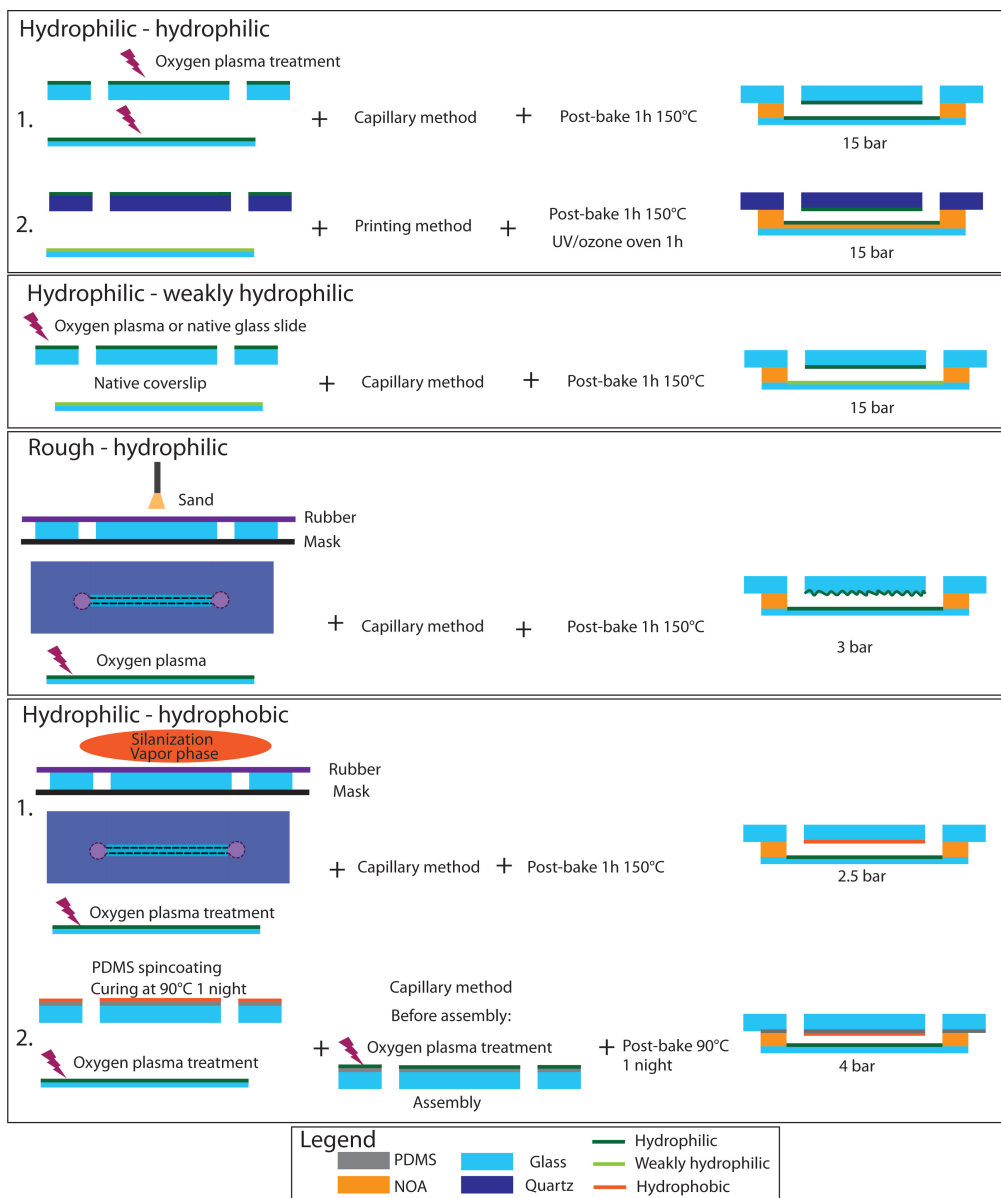 Hydrophilic - hydrophilic
Oxygen plasma treatment
1.
+ Capillary method + Post-bake 1h 150°C
15 bar
2.
+ Printing method + Post-bake 1h 150°C
UV/ozone oven 1h
15 bar
Hydrophilic - weakly hydrophilic
Oxygen plasma or native glass slide
Native coverslip
+ Capillary method + Post-bake 1h 150°C
15 bar
Rough - hydrophilic
Sand
Rubber
Mask
+ Capillary method + Post-bake 1h 150°C
3 bar
Oxygen plasma
Hydrophilic - hydrophobic
Silanization
Vapor phase
Rubber
Mask
1.
+ Capillary method + Post-bake 1h 150°C
2.5 bar
Oxygen plasma treatment
PDMS spincoating
Curing at 90°C 1 night
2.
Oxygen plasma treatment
+
Capillary method
Before assembly:
Oxygen plasma treatment
Assembly
+ Post-bake 90°C
1 night
4 bar
Legend
PDMS
NOA
Glass
Quartz
Hydrophilic
Weakly hydrophilic
Hydrophobic